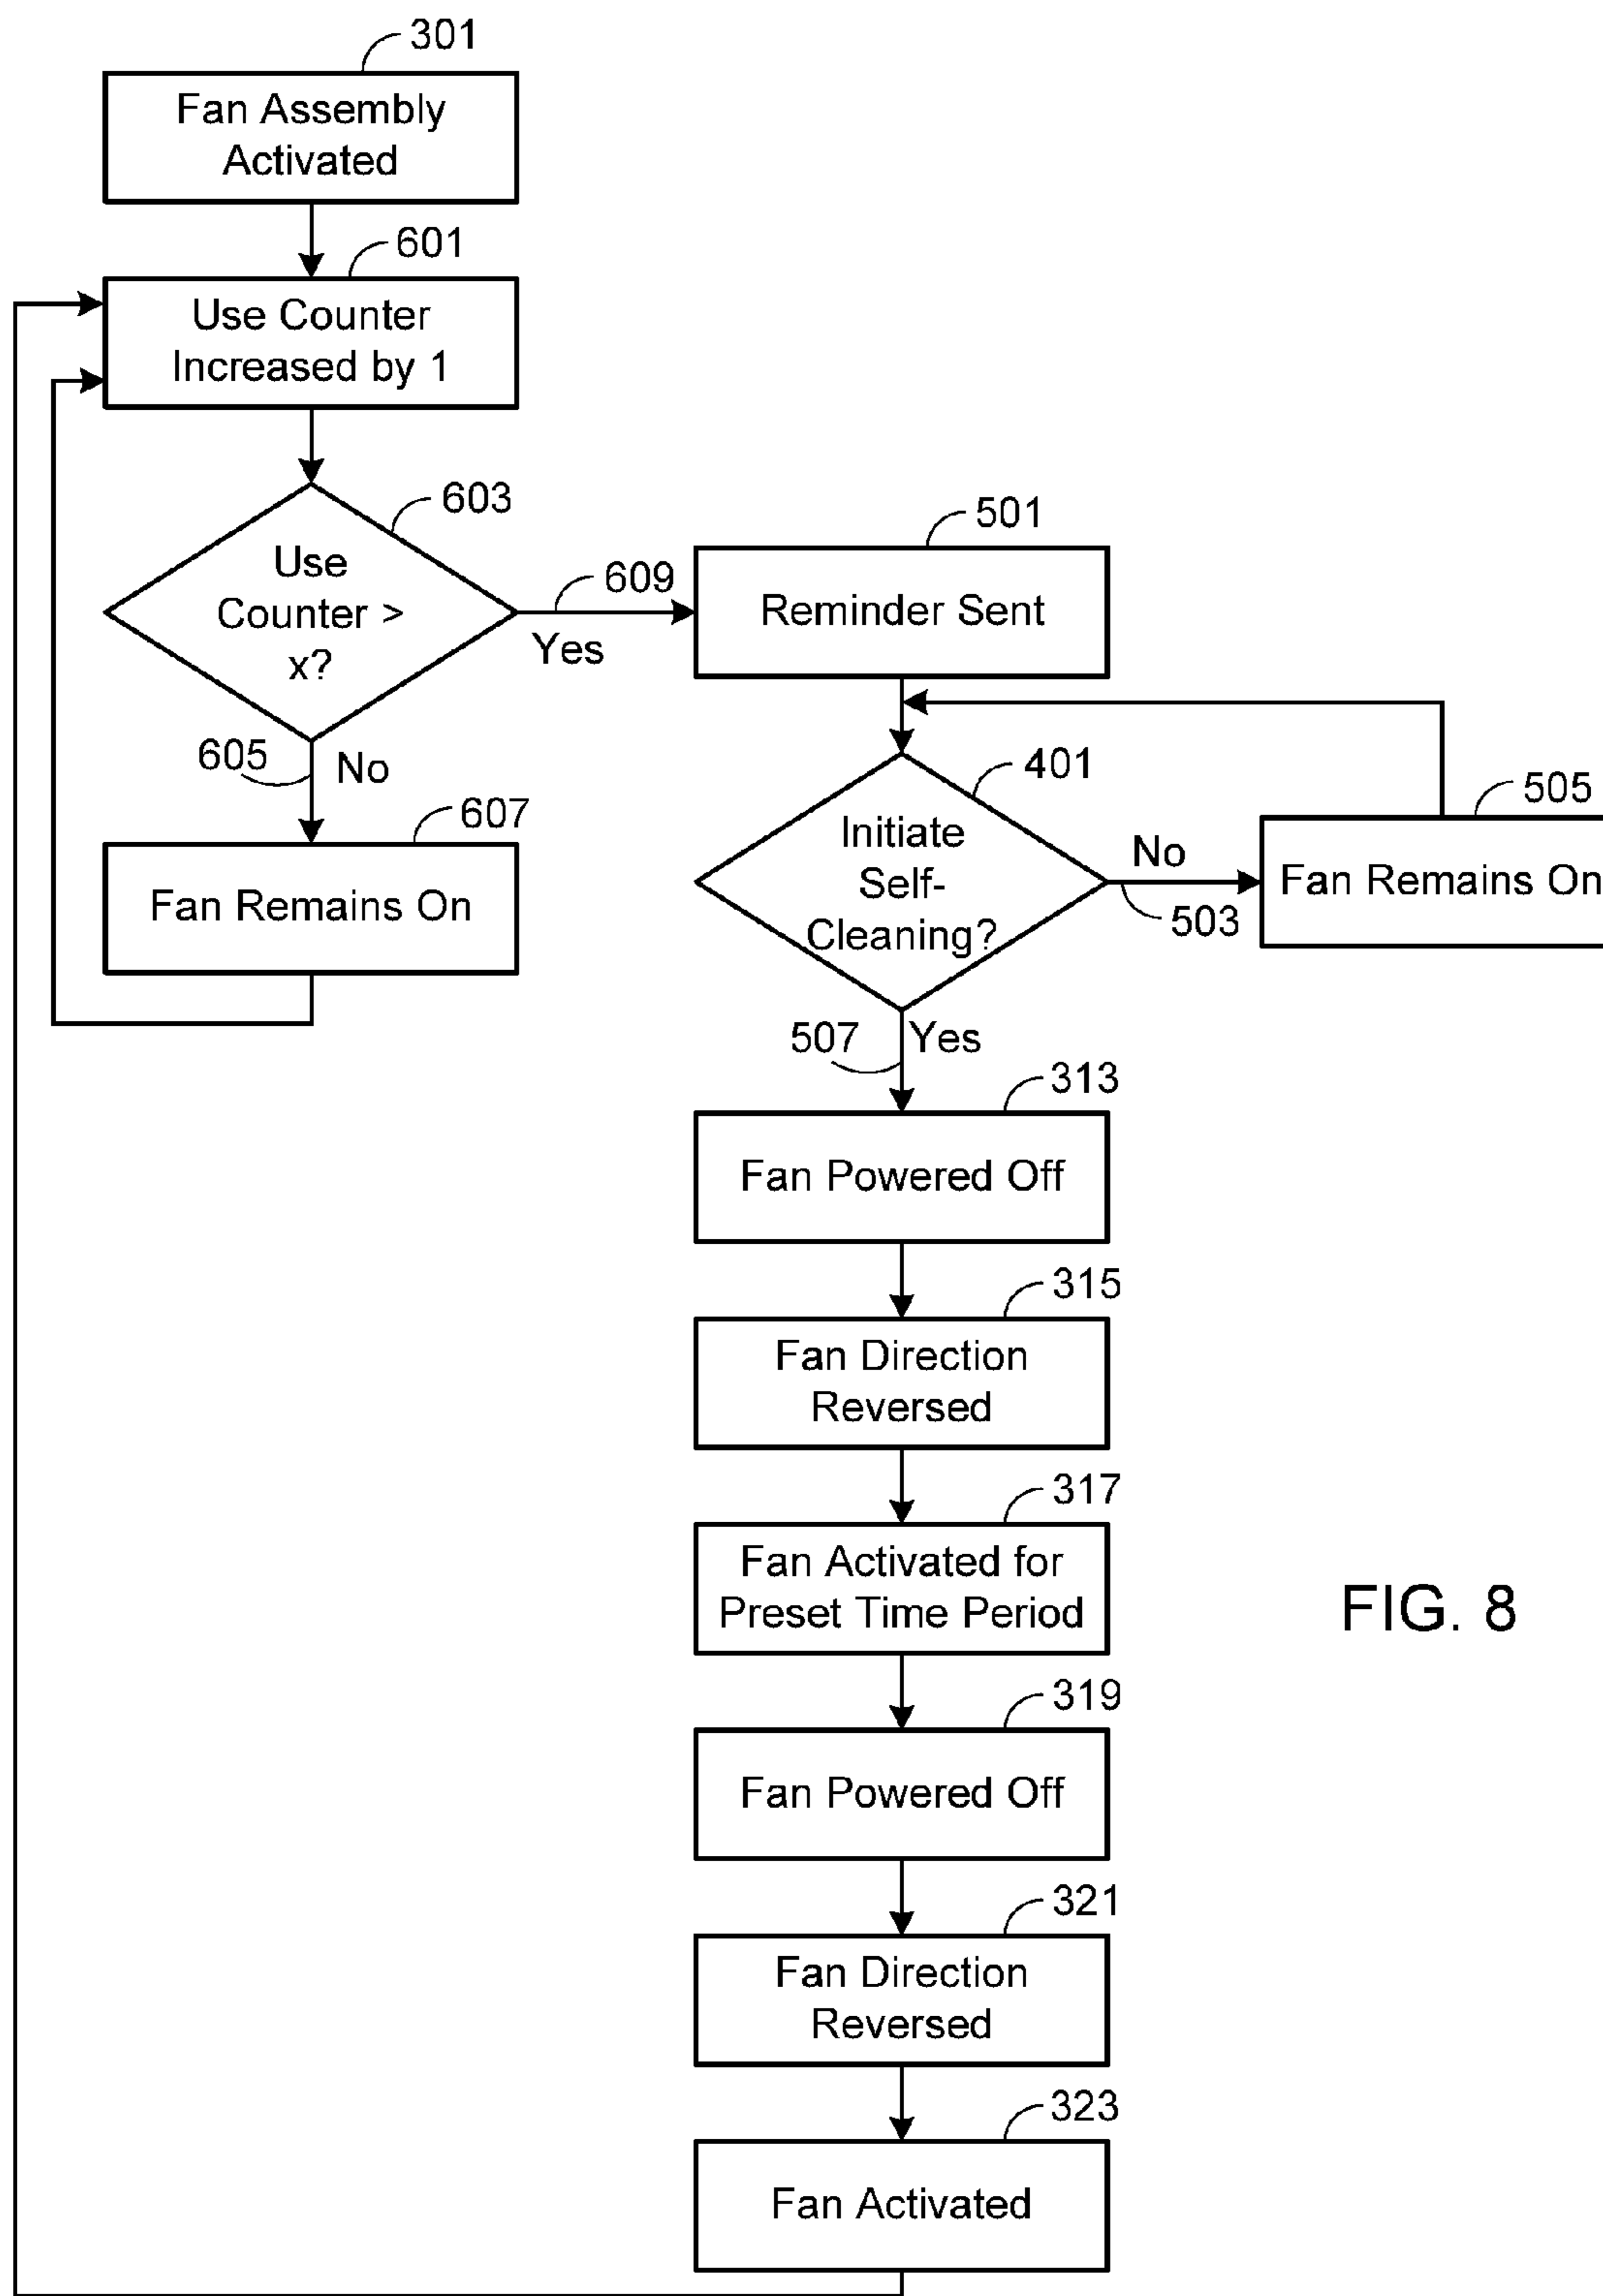 301
Fan Assembly
Activated
601
Use Counter
Increased by 1
603
Use
Counter >
x?
609
Yes
605
No
607
Fan Remains On
501
Reminder Sent
401
Initiate
Self-
Cleaning?
No
503
505
Fan Remains On
507
Yes
313
Fan Powered Off
315
Fan Direction
Reversed
317
Fan Activated for
Preset Time Period
319
Fan Powered Off
321
Fan Direction
Reversed
323
Fan Activated
FIG. 8